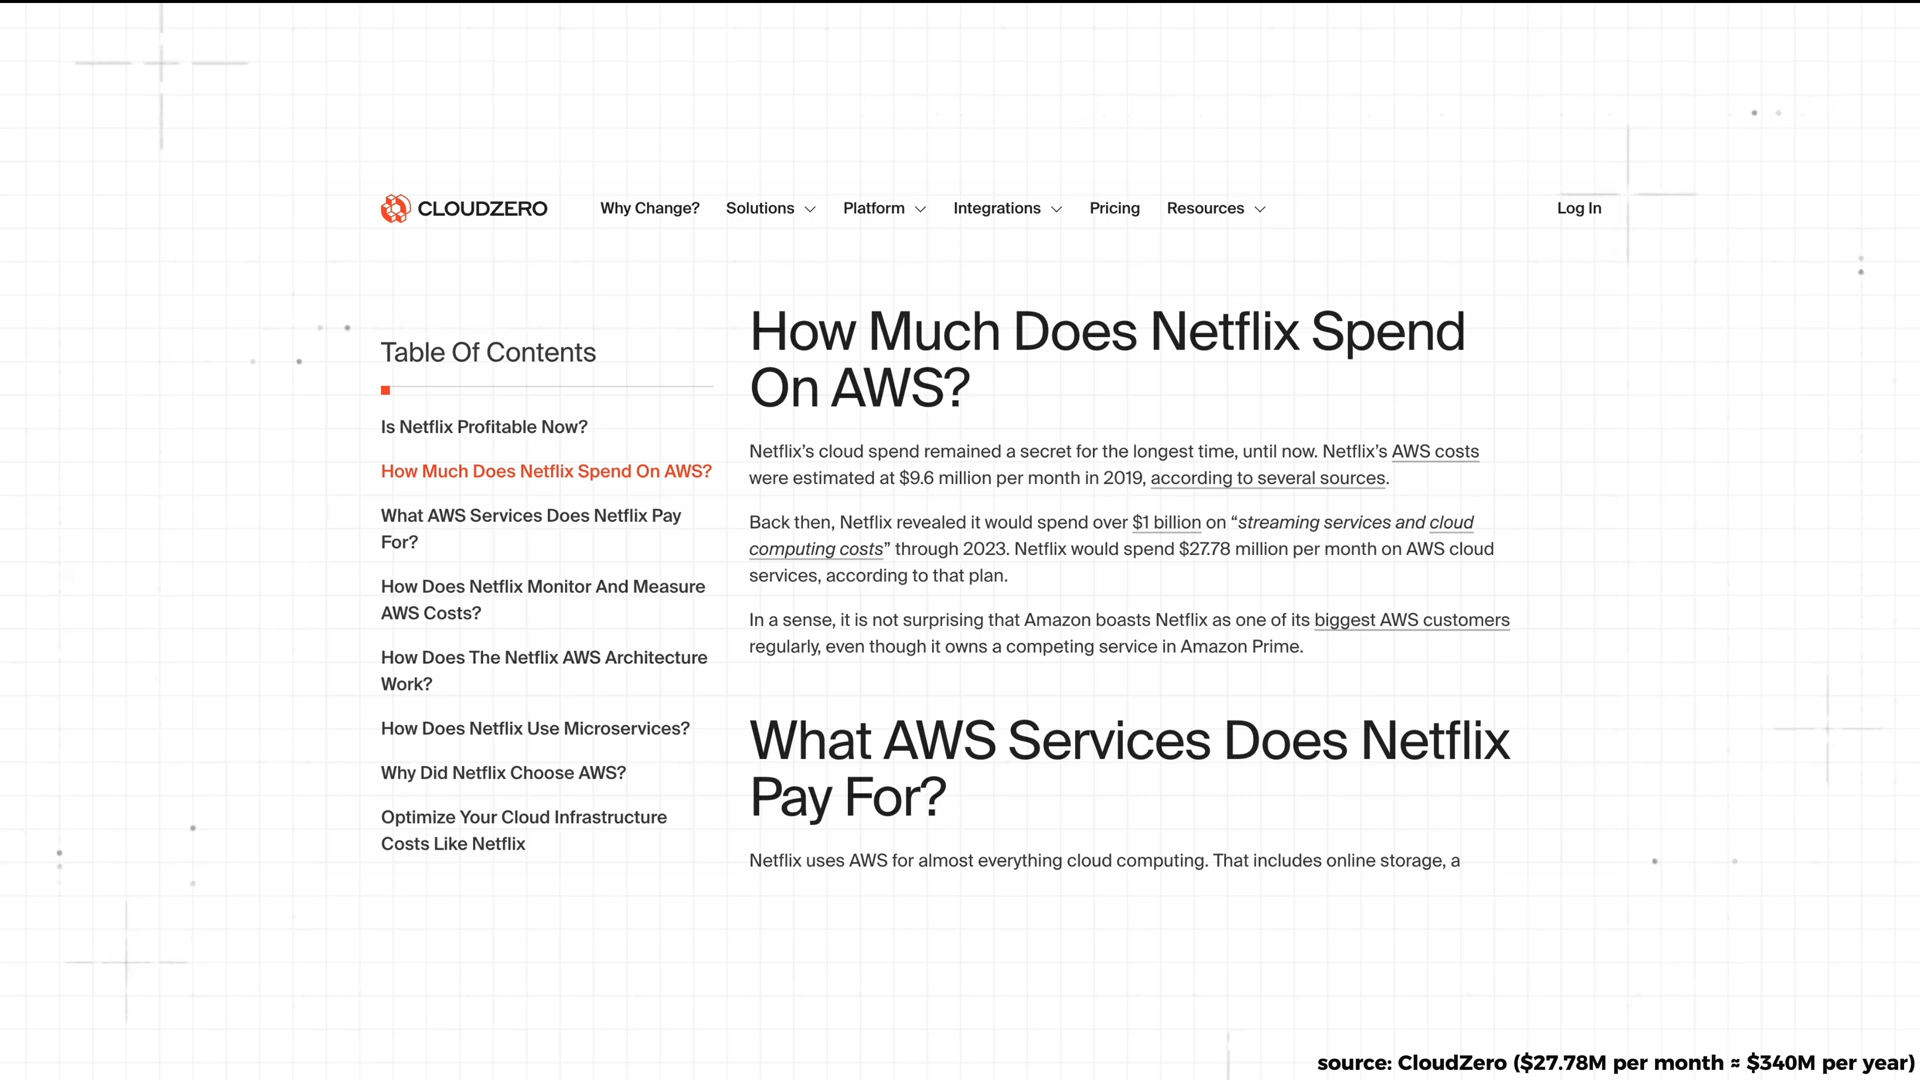 CLOUDZERO
Why Change?
Solutions
Platform
Integrations
Pricing
Resources
Log In
Table Of Contents
Is Netflix Profitable Now?
How Much Does Netflix Spend On AWS?
What AWS Services Does Netflix Pay
For?
How Does Netflix Monitor And Measure
AWS Costs?
How Does The Netflix AWS Architecture
Work?
How Does Netflix Use Microservices?
Why Did Netflix Choose AWS?
Optimize Your Cloud Infrastructure
Costs Like Netflix
How Much Does Netflix Spend
On AWS?
Netflix’s cloud spend remained a secret for the longest time, until now. Netflix’s AWS costs
were estimated at $9.6 million per month in 2019, according to several sources.
Back then, Netflix revealed it would spend over $1 billion on “streaming services and cloud
computing costs” through 2023. Netflix would spend $27.78 million per month on AWS cloud
services, according to that plan.
In a sense, it is not surprising that Amazon boasts Netflix as one of its biggest AWS customers
regularly, even though it owns a competing service in Amazon Prime.
What AWS Services Does Netflix
Pay For?
Netflix uses AWS for almost everything cloud computing. That includes online storage, a
source: CloudZero ($27.78M per month ≈ $340M per year)